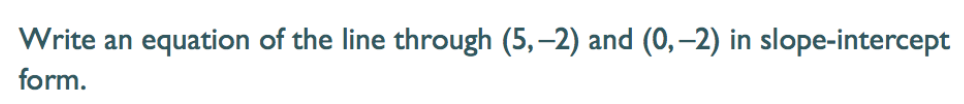 Write an equation of the line through (5, –2) and (0, –2) in slope-intercept
form.